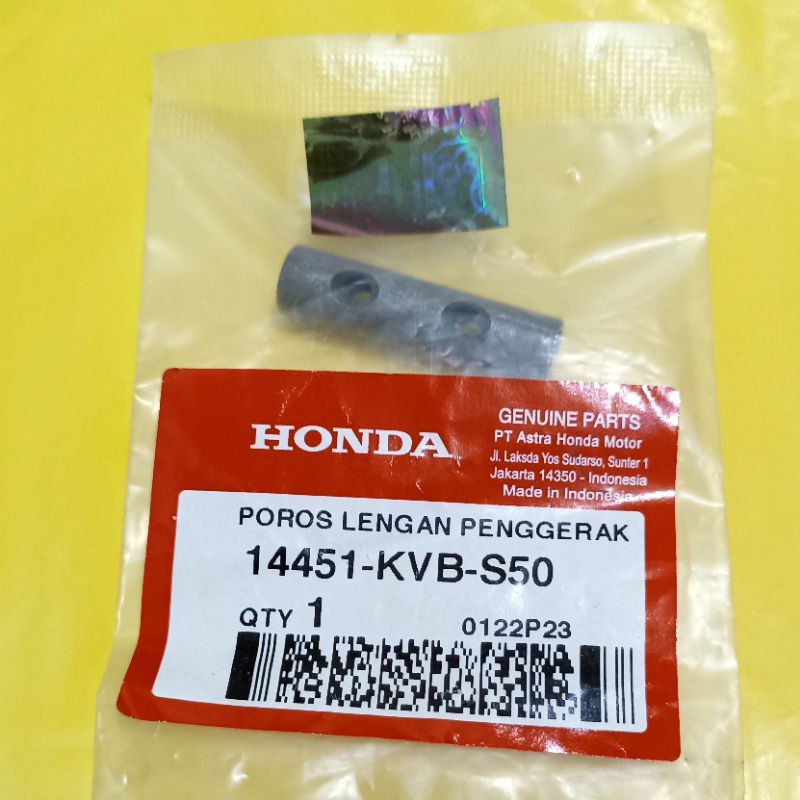 HONDA
GENUINE PARTS
PT Astra Honda Motor
Jl. Laksda Yos Sudarso, Sunter 1
Jakarta 14350 - Indonesia
Made in Indonesia
POROS LENGAN PENGGERAK
14451-KVB-S50
QTY 1
0122P23